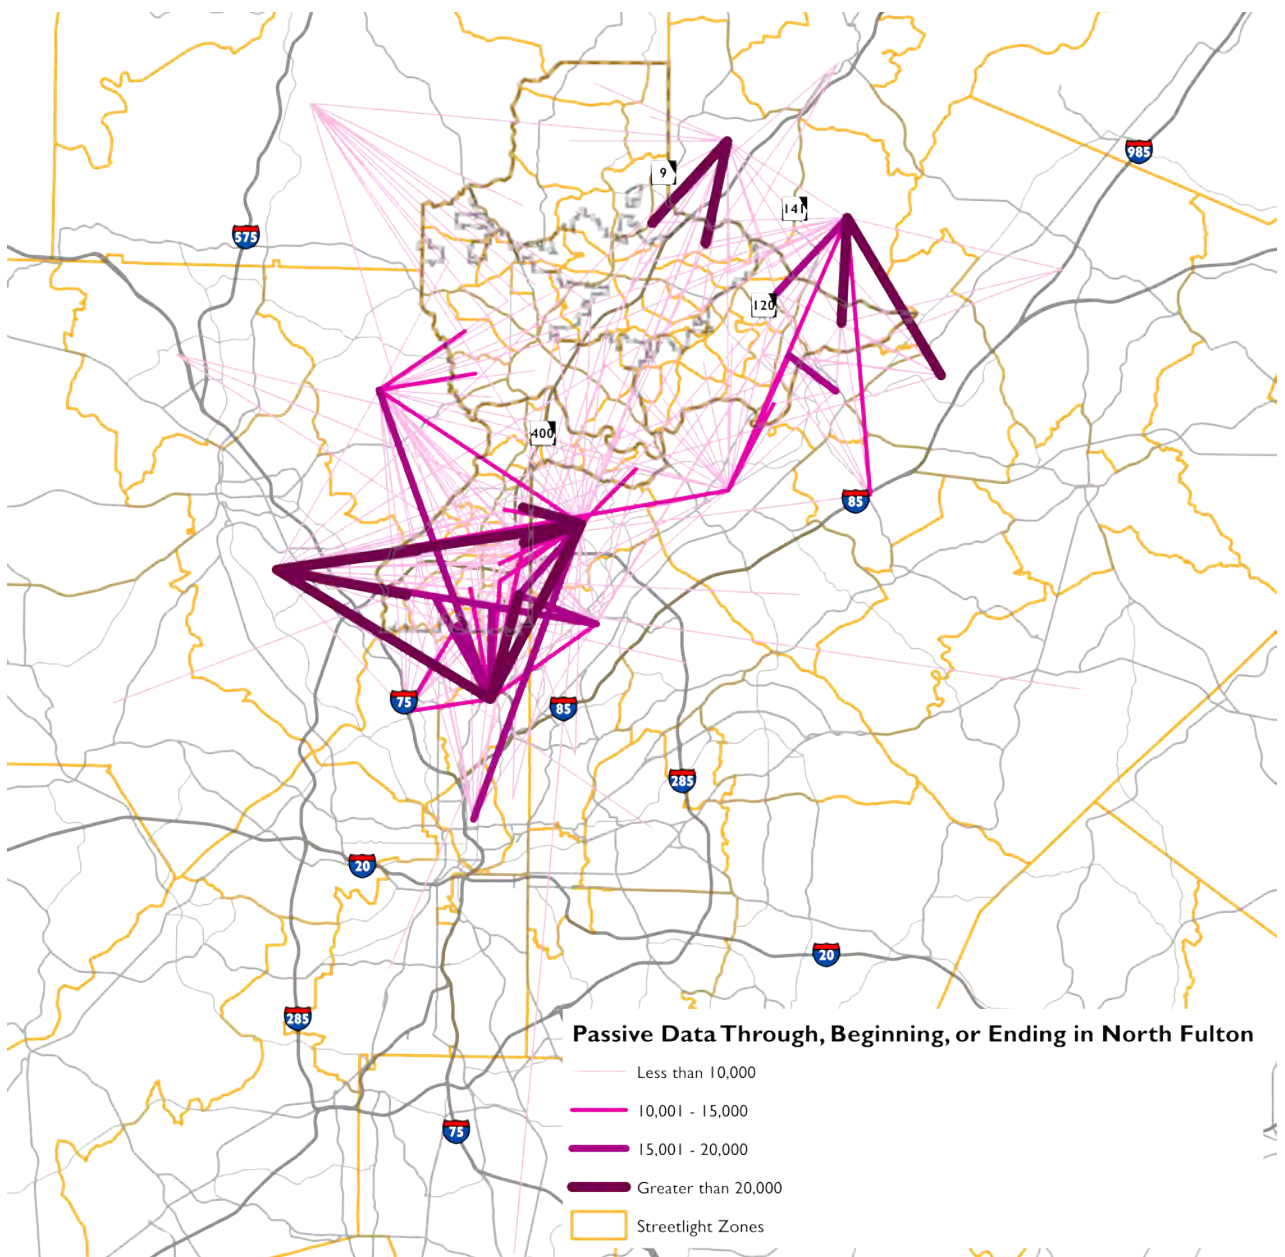 985
9
141
575
120
400
85
75
85
285
20
20
285
75
Passive Data Through, Beginning, or Ending in North Fulton
Less than 10,000
10,001 - 15,000
15,001 - 20,000
Greater than 20,000
Streetlight Zones